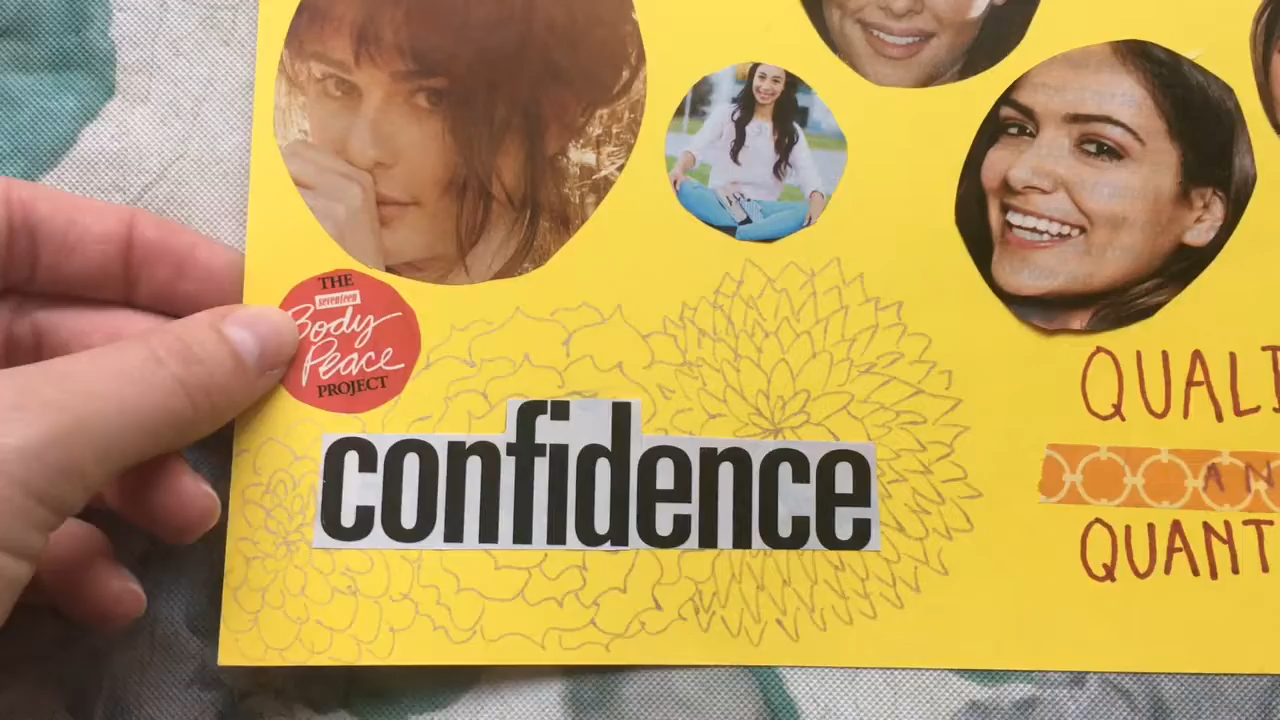 THE
seventeen
Body
Peace
PROJECT
confidence
QUALI
AN
QUANT